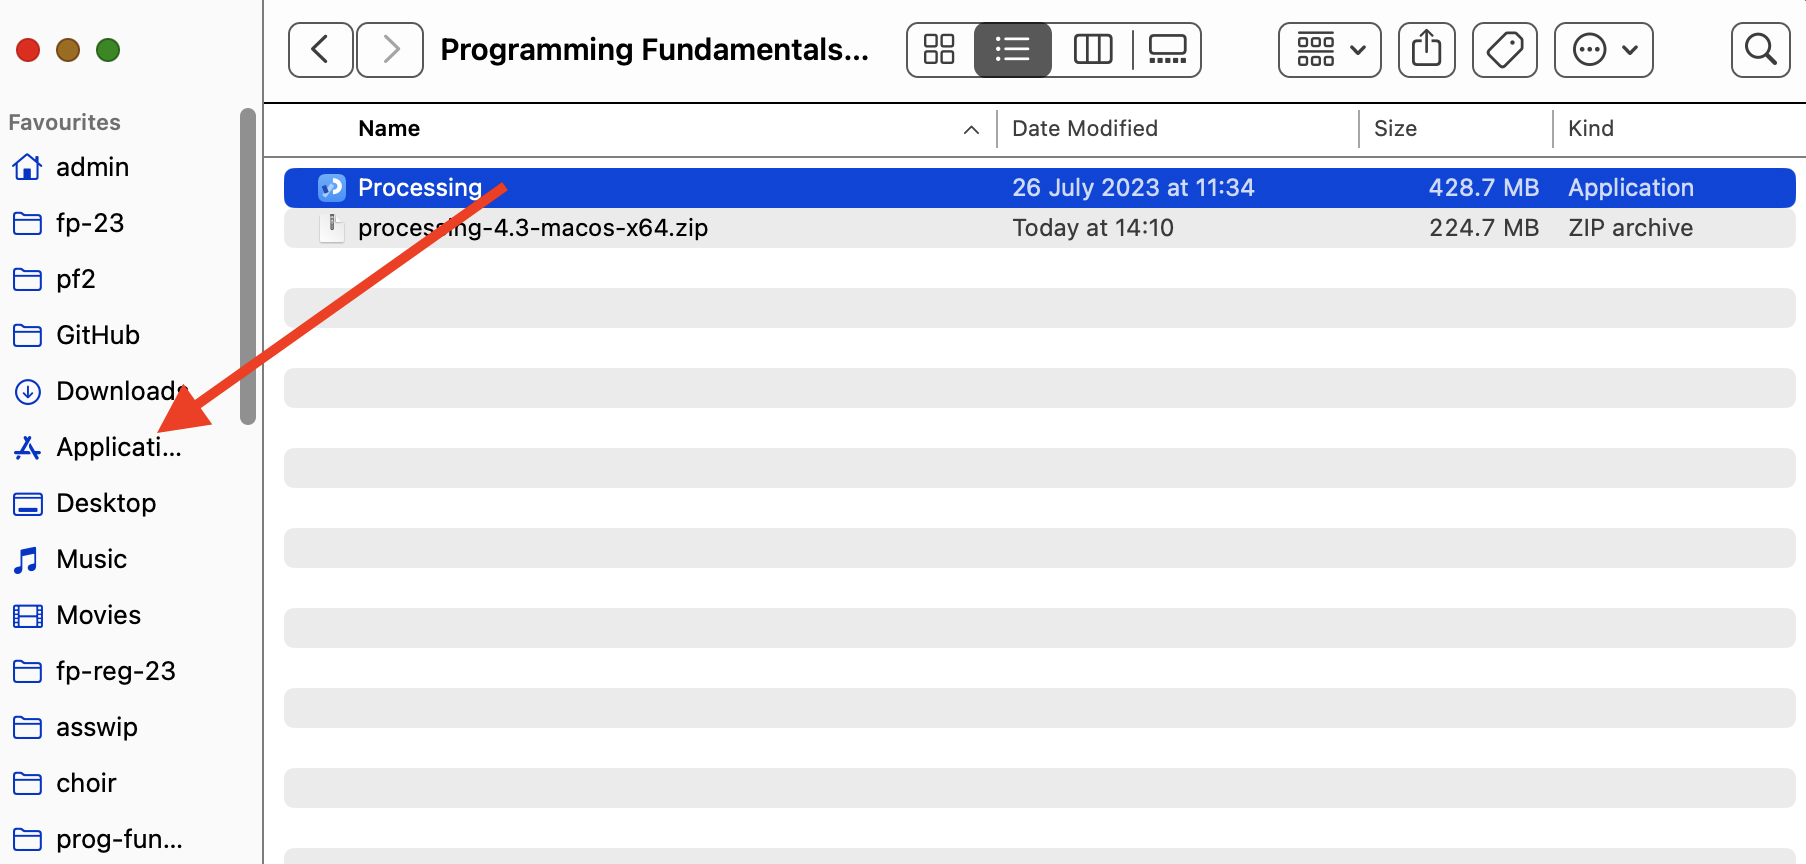 Programming Fundamentals...
Favourites
admin
fp-23
pf2
GitHub
Downloads
Applicati...
Desktop
Music
Movies
fp-reg-23
asswip
choir
prog-fun...
Name Date Modified Size Kind
Processing 26 July 2023 at 11:34 428.7 MB Application
processing-4.3-macos-x64.zip Today at 14:10 224.7 MB ZIP archive